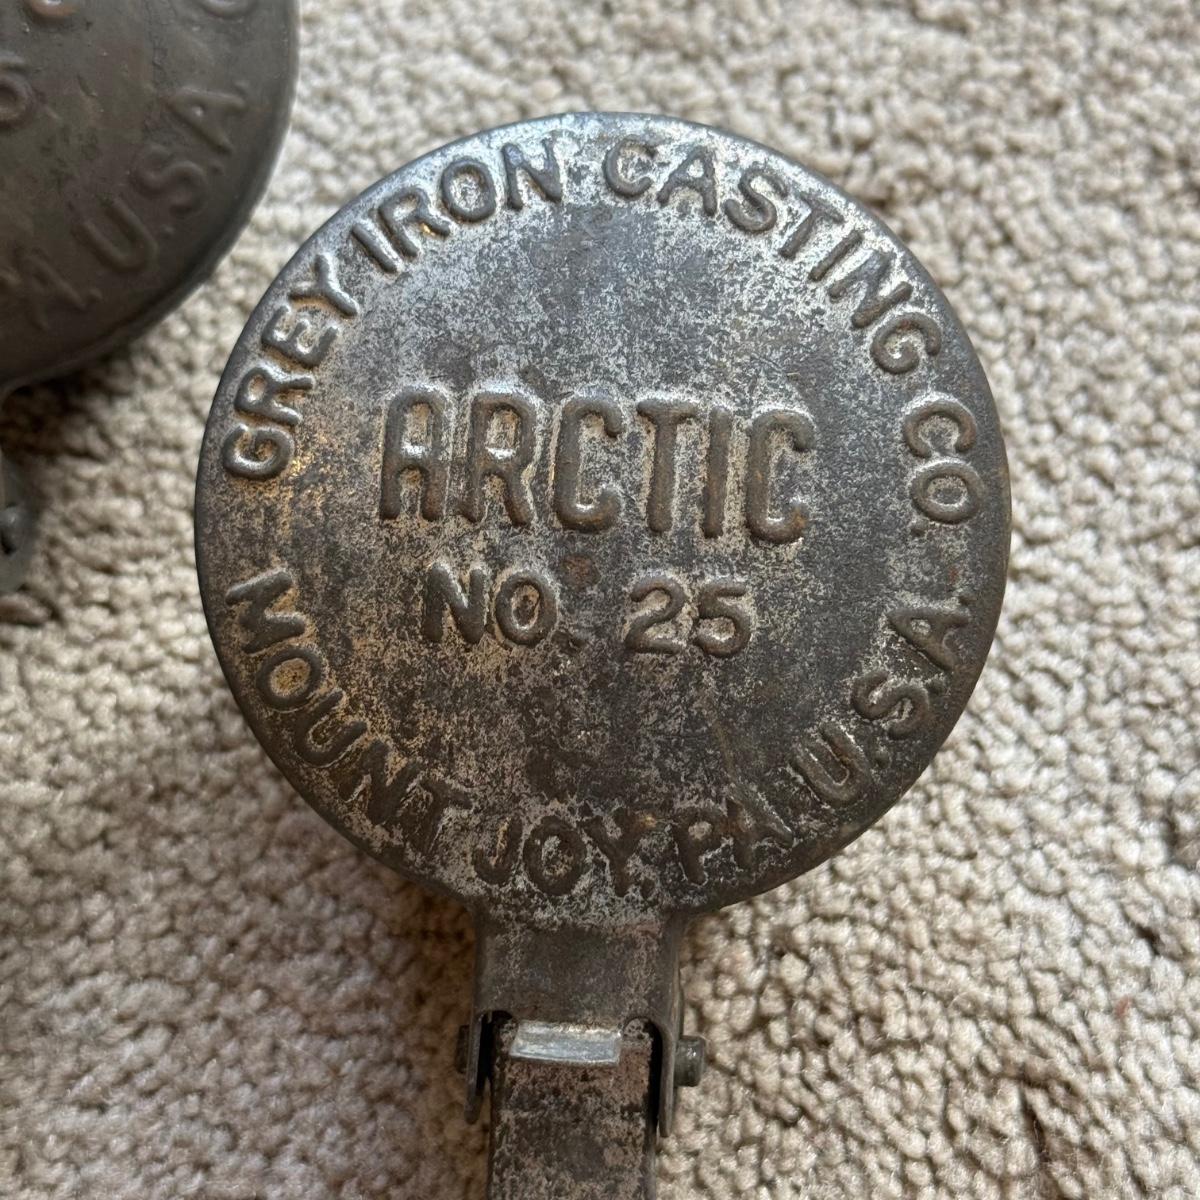 GREY IRON CASTING CO.
ARCTIC
NO. 25
MOUNT JOY, PA. U.S.A.
U.S.A.